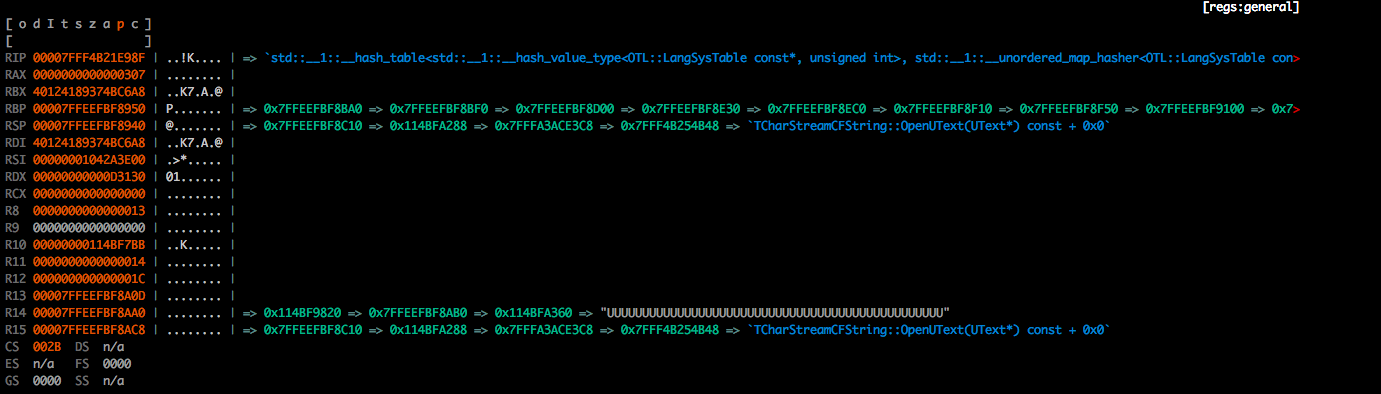 [regs:general]
[ o d I t s z a p c ]
[ ]
RIP 00007FFF4B21E98F | ..!K.... | => `std::__1::__hash_table<std::__1::__hash_value_type<OTL::LangSysTable const*, unsigned int>, std::__1::__unordered_map_hasher<OTL::LangSysTable con>
RAX 0000000000000307 | ........ |
RBX 40124189374BC6A8 | ..K7.A.@ |
RBP 00007FFEEFBF8950 | P....... | => 0x7FFEEFBF8BA0 => 0x7FFEEFBF8BF0 => 0x7FFEEFBF8D00 => 0x7FFEEFBF8E30 => 0x7FFEEFBF8EC0 => 0x7FFEEFBF8F10 => 0x7FFEEFBF8F50 => 0x7FFEEFBF9100 => 0x7>
RSP 00007FFEEFBF8940 | @....... | => 0x7FFEEFBF8C10 => 0x114BFA288 => 0x7FFFA3ACE3C8 => 0x7FFF4B254B48 => `TCharStreamCFString::OpenUText(UText*) const + 0x0`
RDI 40124189374BC6A8 | ..K7.A.@ |
RSI 00000001042A3E00 | .>*..... |
RDX 00000000000D3130 | 01...... |
RCX 0000000000000000 | ........ |
R8 0000000000000013 | ........ |
R9 0000000000000000 | ........ |
R10 00000000114BF7BB | ..K..... |
R11 0000000000000014 | ........ |
R12 000000000000001C | ........ |
R13 00007FFEEFBF8A0D | ........ |
R14 00007FFEEFBF8AA0 | ........ | => 0x114BF9820 => 0x7FFEEFBF8AB0 => 0x114BFA360 => "UUUUUUUUUUUUUUUUUUUUUUUUUUUUUUUUUUUUUUUUUUUUUUUU"
R15 00007FFEEFBF8AC8 | ........ | => 0x7FFEEFBF8C10 => 0x114BFA288 => 0x7FFFA3ACE3C8 => 0x7FFF4B254B48 => `TCharStreamCFString::OpenUText(UText*) const + 0x0`
CS 002B DS n/a
ES n/a FS 0000
GS 0000 SS n/a